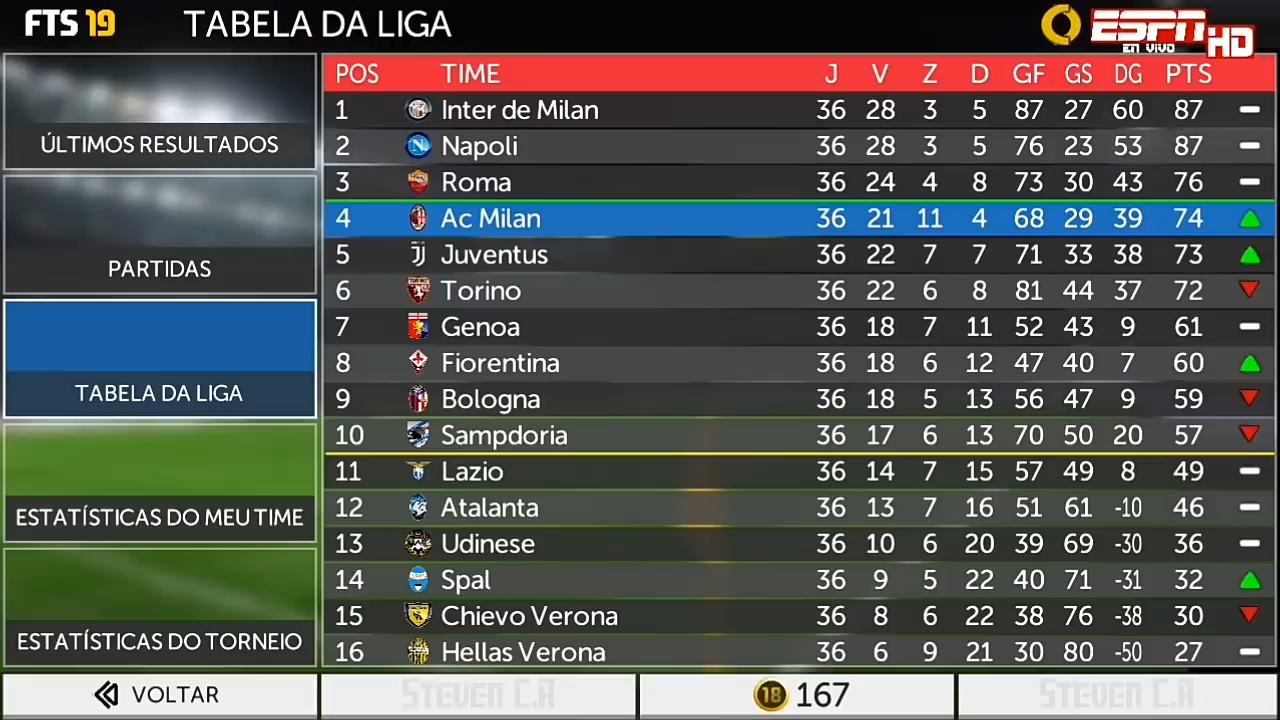 FTS 19 TABELA DA LIGA
ESPN HD
EN VIVO
ÚLTIMOS RESULTADOS
PARTIDAS
TABELA DA LIGA
ESTATÍSTICAS DO MEU TIME
ESTATÍSTICAS DO TORNEIO
POS TIME J V Z D GF GS DG PTS
1 Inter de Milan 36 28 3 5 87 27 60 87
2 Napoli 36 28 3 5 76 23 53 87
3 Roma 36 24 4 8 73 30 43 76
4 Ac Milan 36 21 11 4 68 29 39 74
5 Juventus 36 22 7 7 71 33 38 73
6 Torino 36 22 6 8 81 44 37 72
7 Genoa 36 18 7 11 52 43 9 61
8 Fiorentina 36 18 6 12 47 40 7 60
9 Bologna 36 18 5 13 56 47 9 59
10 Sampdoria 36 17 6 13 70 50 20 57
11 Lazio 36 14 7 15 57 49 8 49
12 Atalanta 36 13 7 16 51 61 -10 46
13 Udinese 36 10 6 20 39 69 -30 36
14 Spal 36 9 5 22 40 71 -31 32
15 Chievo Verona 36 8 6 22 38 76 -38 30
16 Hellas Verona 36 6 9 21 30 80 -50 27
VOLTAR Steven C.A 18 167 Steven C.A